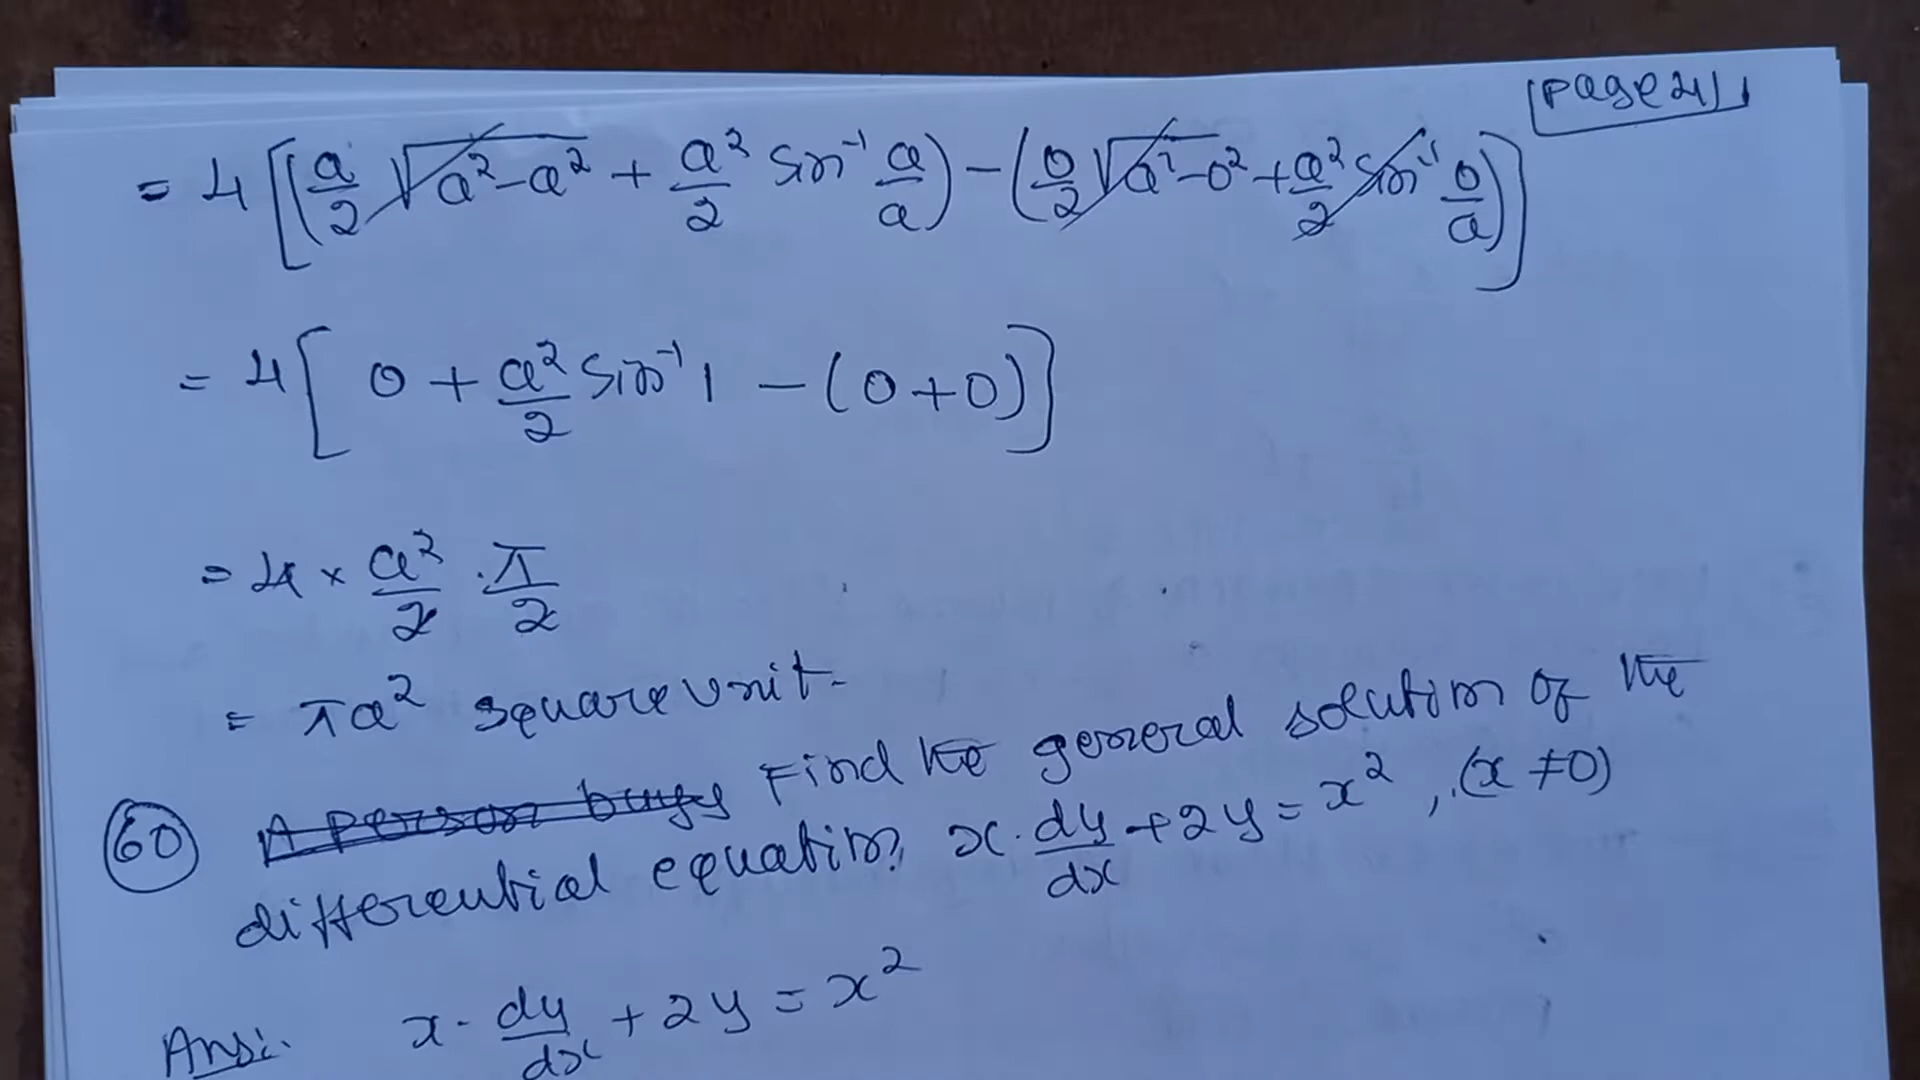 [Page 21]
= 4[(a/2 √(a²-a²) + a²/2 sin⁻¹ a/a) - (0/2 √(a²-0²) + a²/2 sin⁻¹ 0/a)]
= 4[0 + a²/2 sin⁻¹ 1 - (0+0)]
= 4 × a²/2 · π/2
= πa² square unit.
60 A person buys Find the general solution of the
differential equation, x · dy/dx + 2y = x², (x ≠ 0)
Ans:. x · dy/dx + 2y = x²